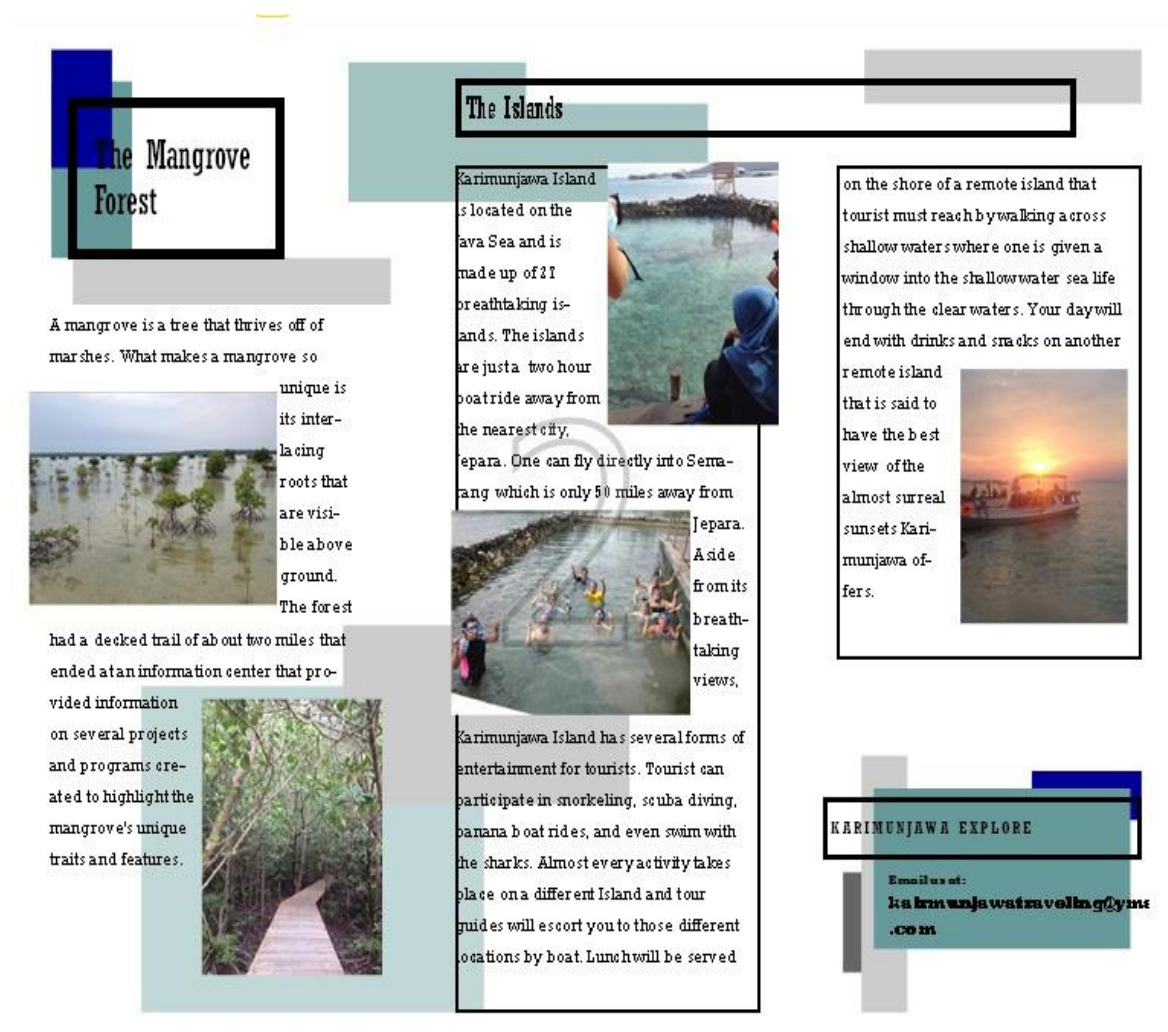 The Mangrove
Forest
A mangrove is a tree that thrives off of
marshes. What makes a mangrove so
unique is
its inter-
lacing
roots that
are visi-
ble above
ground.
The forest
had a decked trail of about two miles that
ended at an information center that pro-
vided information
on several projects
and programs cre-
ated to highlight the
mangrove's unique
traits and features.
The Islands
Karimunjawa Island
is located on the
Java Sea and is
made up of 27
breathtaking is-
lands. The islands
are just a two hour
boat ride away from
the nearest city,
Jepara. One can fly directly into Sema-
rang which is only 50 miles away from
Jepara.
Aside
from its
breath-
taking
views,
Karimunjawa Island has several forms of
entertainment for tourists. Tourist can
participate in snorkeling, scuba diving,
banana boat rides, and even swim with
the sharks. Almost every activity takes
place on a different Island and tour
guides will escort you to those different
locations by boat. Lunch will be served
2
on the shore of a remote island that
tourist must reach by walking across
shallow waters where one is given a
window into the shallow water sea life
through the clear waters. Your day will
end with drinks and snacks on another
remote island
that is said to
have the best
view of the
almost surreal
sunsets Kari-
munjawa of-
fers.
KARIMUNJAWA EXPLORE
Email us at:
.com